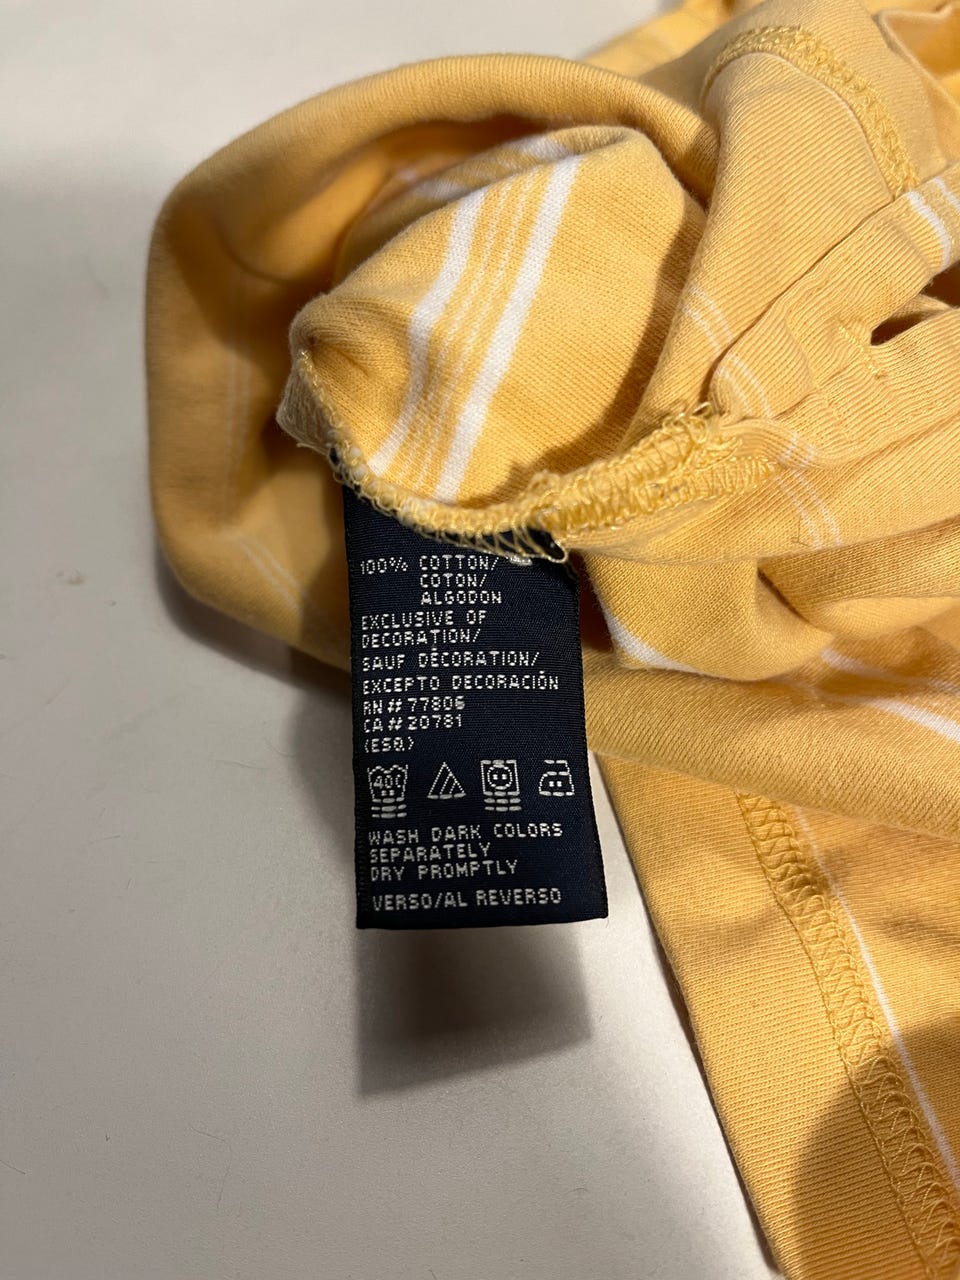 100% COTTON/
COTON/
ALGODON
EXCLUSIVE OF
DECORATION/
SAUF DÉCORATION/
EXCEPTO DECORACIÓN
RN# 77806
CA# 20781
(ESQ)
40C
WASH DARK COLORS
SEPARATELY
DRY PROMPTLY
VERSO/AL REVERSO